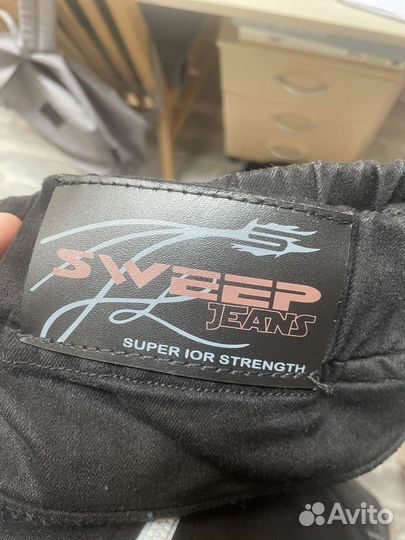 S
SWEEP
JEANS
SUPER IOR STRENGTH
Avito